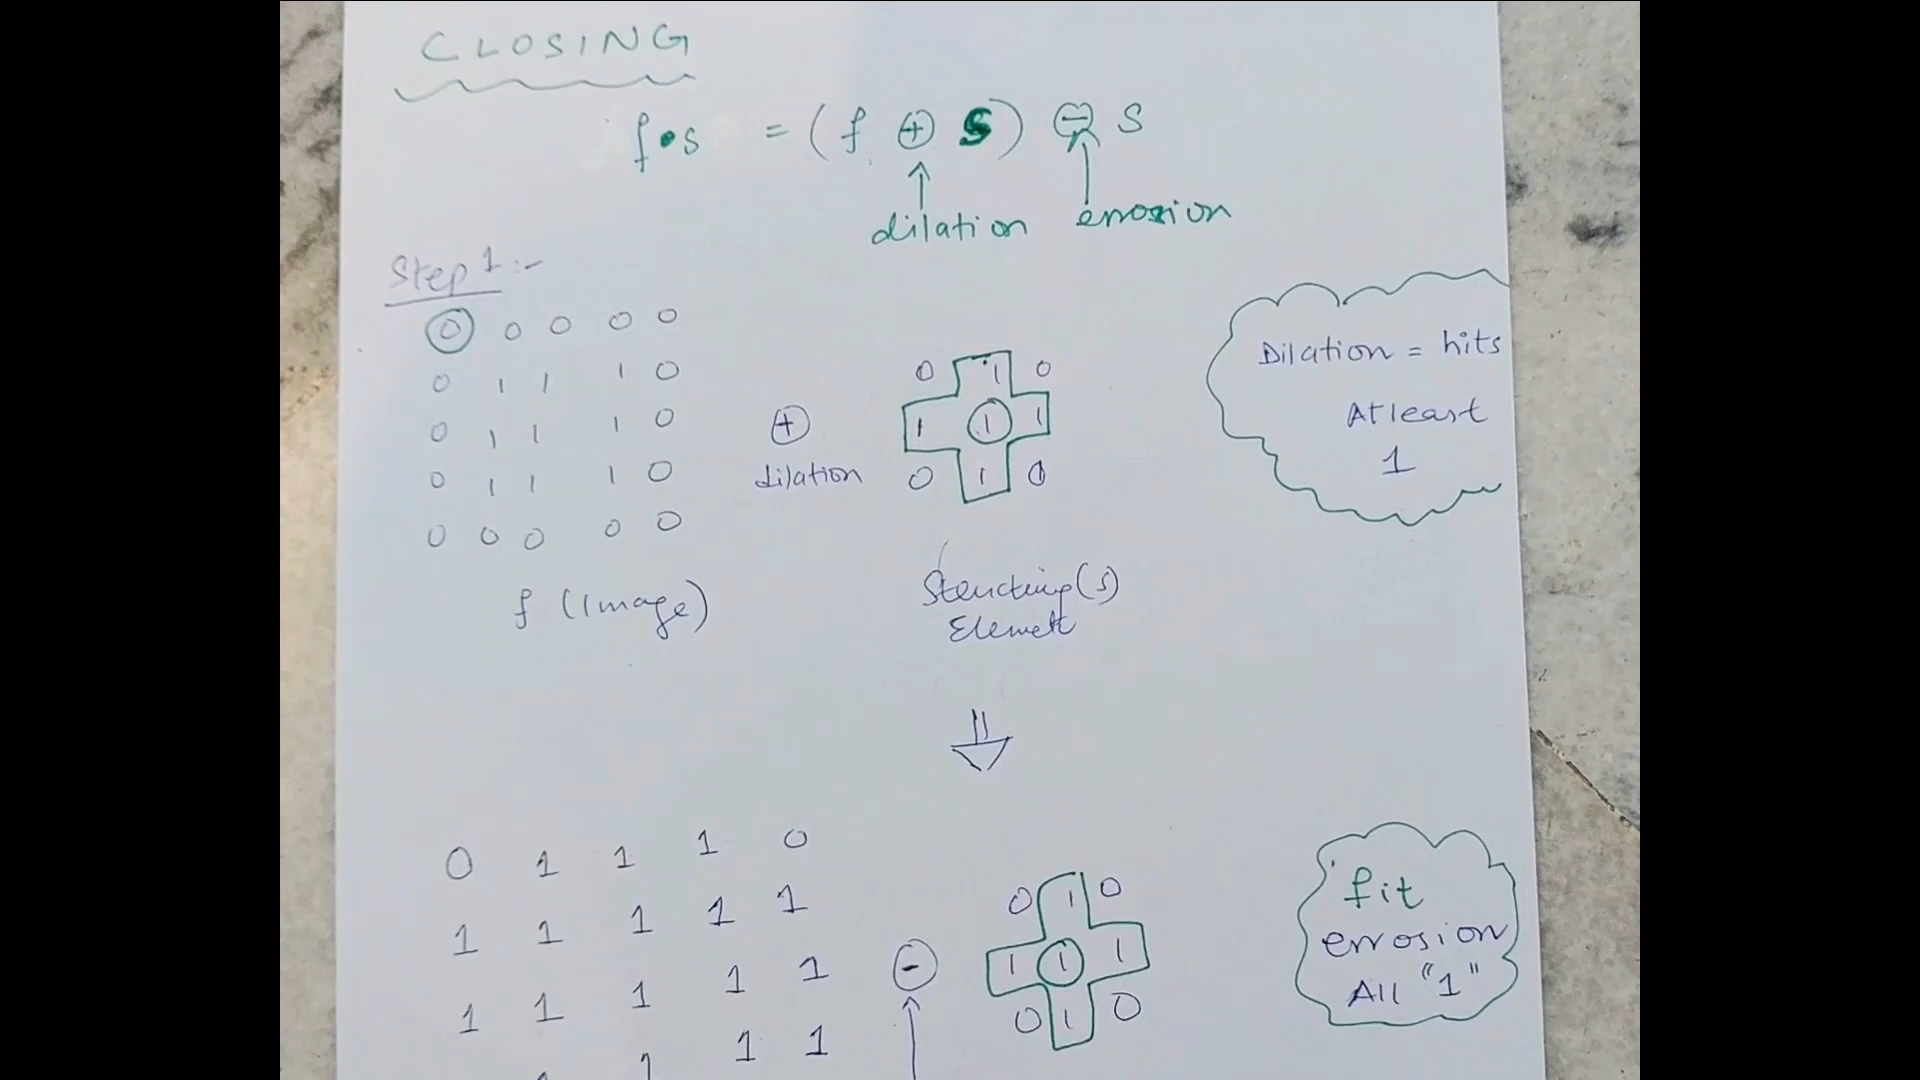 CLOSING
f•s = (f ⊕ S) ⊖ S
dilation errosion
Step 1 :-
0 0 0 0 0
0 1 1 1 0
0 1 1 1 0
0 1 1 1 0
0 0 0 0 0
f (Image)
⊕
dilation
0 1 0
1 1 1
0 1 0
Structuing(s)
Elemett
Dilation = hits
Atleast
1
0 1 1 1 0
1 1 1 1 1
1 1 1 1 1
1 1 1
⊖
0 1 0
1 1 1
0 1 0
fit
errosion
All "1"